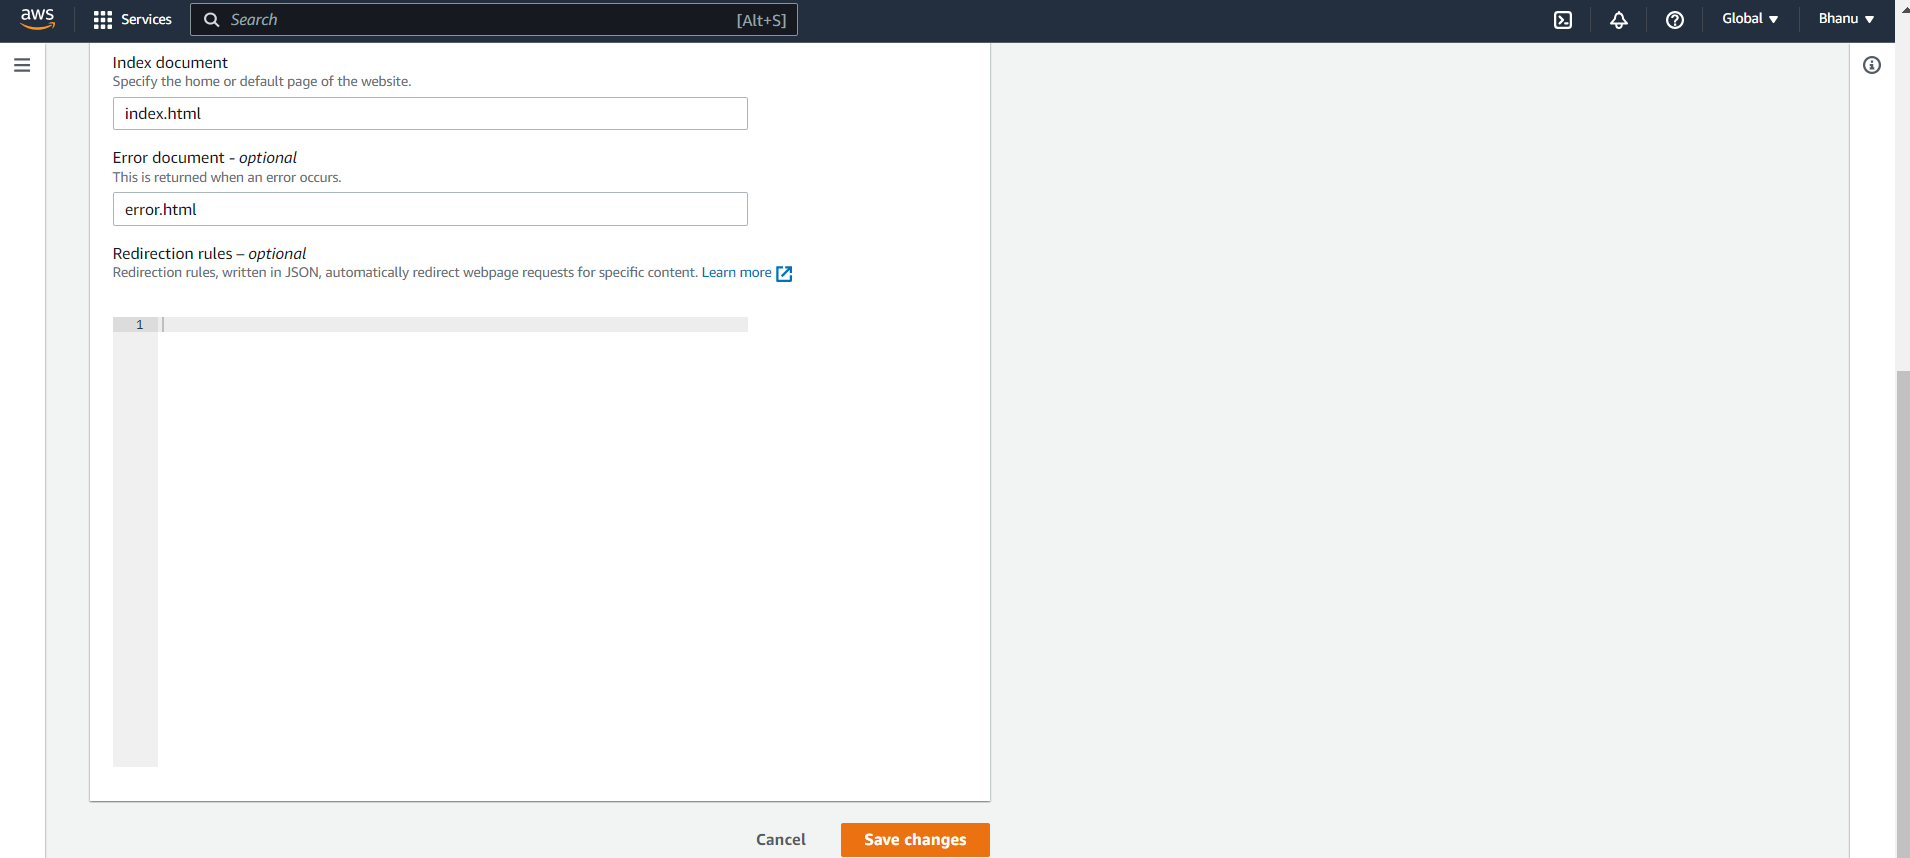 aws Services Search [Alt+S] Global Bhanu
Index document
Specify the home or default page of the website.
index.html
Error document - optional
This is returned when an error occurs.
error.html
Redirection rules – optional
Redirection rules, written in JSON, automatically redirect webpage requests for specific content. Learn more
1
Cancel Save changes